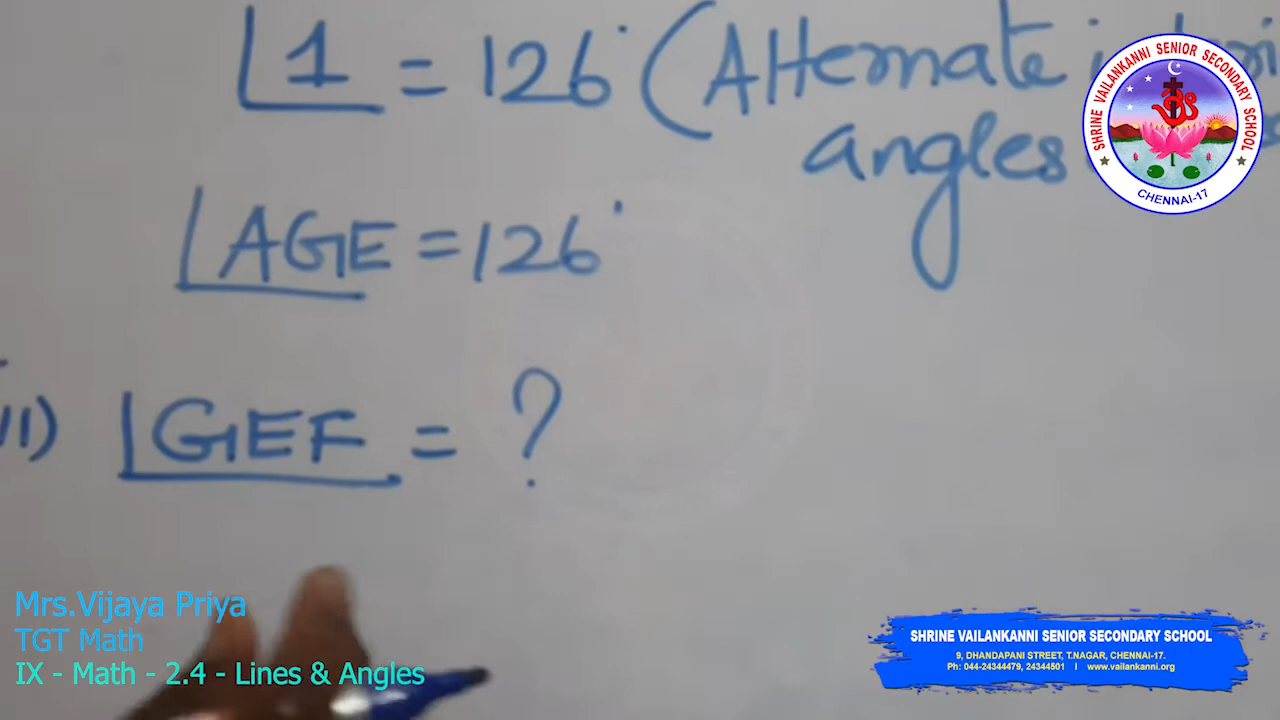 ∠1 = 126° (Alternate
angles
∠AGE = 126°
∠GEF = ?
SHRINE VAILANKANNI SENIOR SECONDARY SCHOOL
CHENNAI-17
Mrs.Vijaya Priya
TGT Math
IX - Math - 2.4 - Lines & Angles
SHRINE VAILANKANNI SENIOR SECONDARY SCHOOL
9, DHANDAPANI STREET, T.NAGAR, CHENNAI-17.
Ph: 044-24344479, 24344501 I www.vailankanni.org